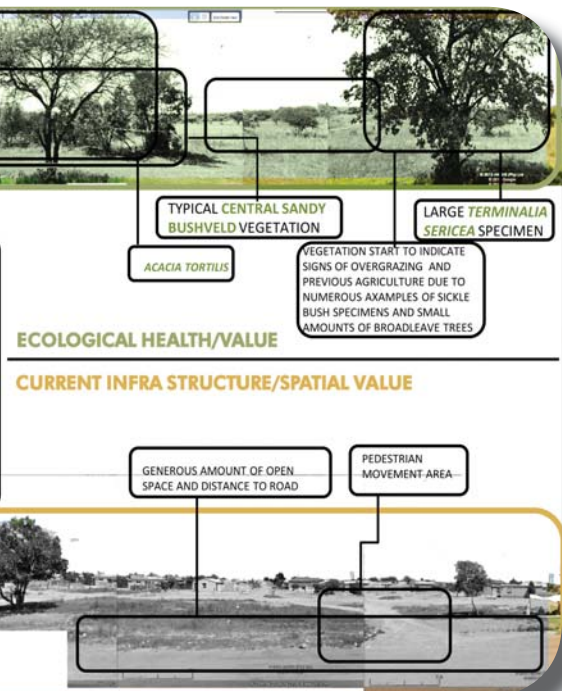 TYPICAL CENTRAL SANDY
BUSHVELD VEGETATION
LARGE TERMINALIA
SERICEA SPECIMEN
ACACIA TORTILIS
VEGETATION START TO INDICATE
SIGNS OF OVERGRAZING AND
PREVIOUS AGRICULTURE DUE TO
NUMEROUS AXAMPLES OF SICKLE
BUSH SPECIMENS AND SMALL
AMOUNTS OF BROADLEAVE TREES
ECOLOGICAL HEALTH/VALUE
CURRENT INFRA STRUCTURE/SPATIAL VALUE
GENEROUS AMOUNT OF OPEN
SPACE AND DISTANCE TO ROAD
PEDESTRIAN
MOVEMENT AREA